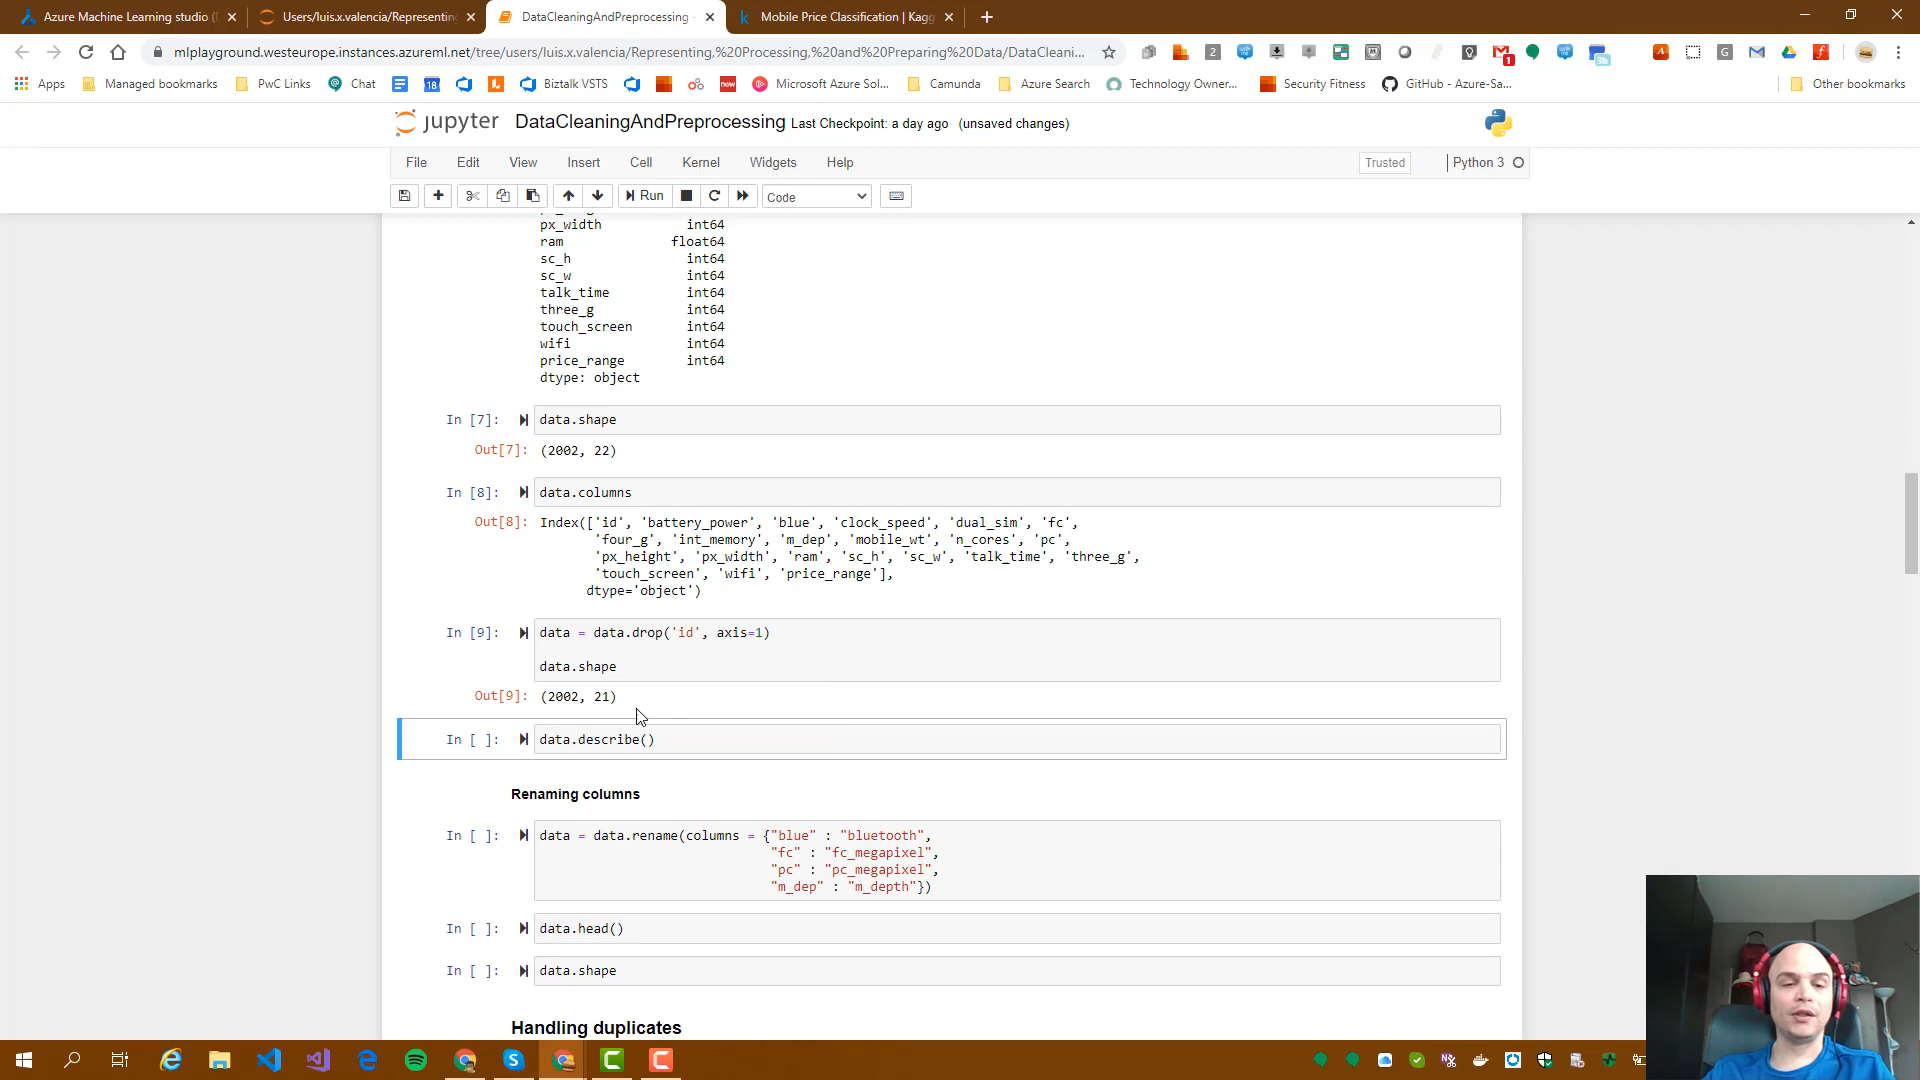 Azure Machine Learning studio (
Users/luis.x.valencia/Representing
DataCleaningAndPreprocessing -
Mobile Price Classification | Kagg
mlplayground.westeurope.instances.azureml.net/tree/users/luis.x.valencia/Representing,%20Processing,%20and%20Preparing%20Data/DataCleani...
Apps
Managed bookmarks
PwC Links
Chat
18
Biztalk VSTS
new
Microsoft Azure Sol...
Camunda
Azure Search
Technology Owner...
Security Fitness
GitHub - Azure-Sa...
Other bookmarks
jupyter DataCleaningAndPreprocessing Last Checkpoint: a day ago (unsaved changes)
File Edit View Insert Cell Kernel Widgets Help
Trusted
Python 3
Run
Code
px_width int64
ram float64
sc_h int64
sc_w int64
talk_time int64
three_g int64
touch_screen int64
wifi int64
price_range int64
dtype: object
In [7]: data.shape
Out[7]: (2002, 22)
In [8]: data.columns
Out[8]: Index(['id', 'battery_power', 'blue', 'clock_speed', 'dual_sim', 'fc',
'four_g', 'int_memory', 'm_dep', 'mobile_wt', 'n_cores', 'pc',
'px_height', 'px_width', 'ram', 'sc_h', 'sc_w', 'talk_time', 'three_g',
'touch_screen', 'wifi', 'price_range'],
dtype='object')
In [9]: data = data.drop('id', axis=1)
data.shape
Out[9]: (2002, 21)
In [ ]: data.describe()
Renaming columns
In [ ]: data = data.rename(columns = {"blue" : "bluetooth",
"fc" : "fc_megapixel",
"pc" : "pc_megapixel",
"m_dep" : "m_depth"})
In [ ]: data.head()
In [ ]: data.shape
Handling duplicates